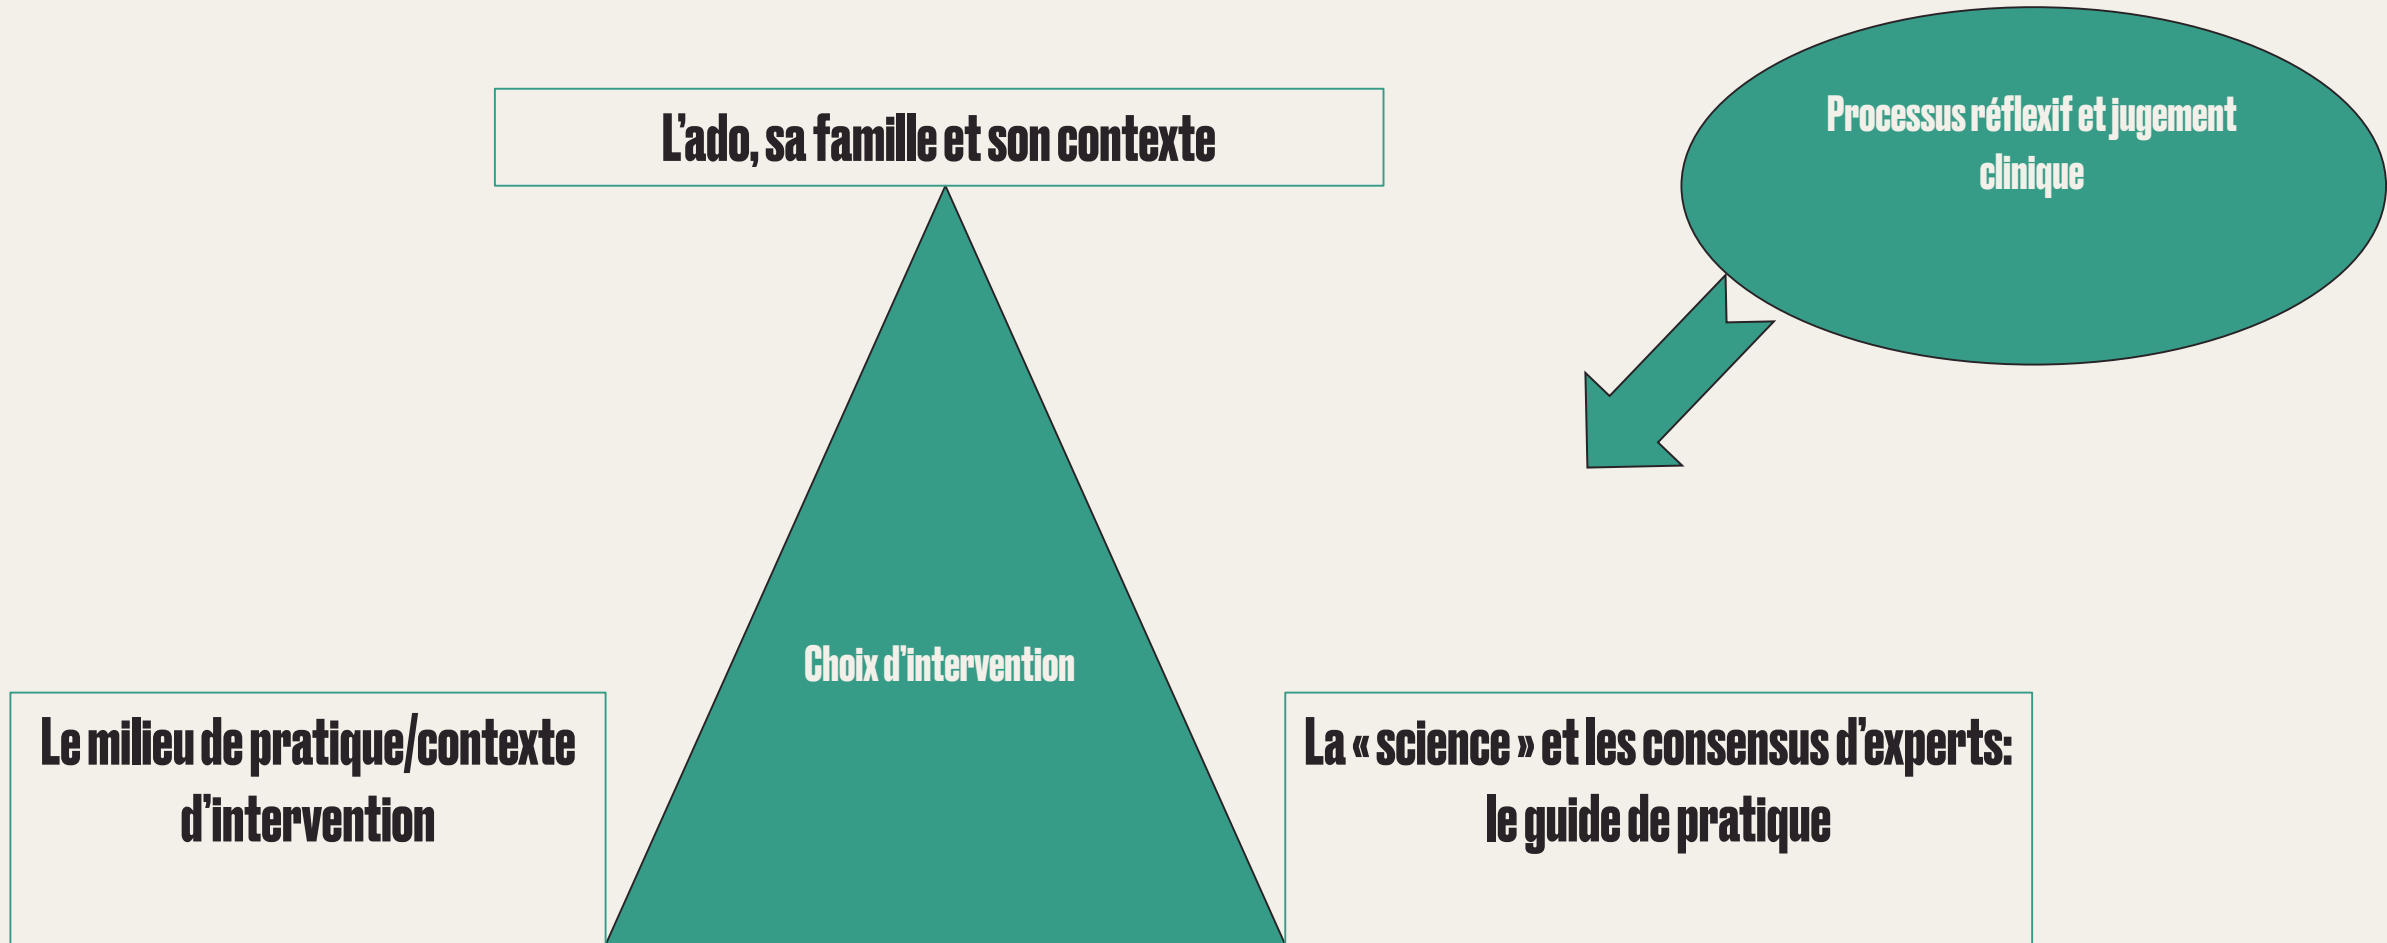 L’ado, sa famille et son contexte
Processus réflexif et jugement
clinique
Choix d’intervention
Le milieu de pratique/contexte
d’intervention
La « science » et les consensus d’experts:
le guide de pratique